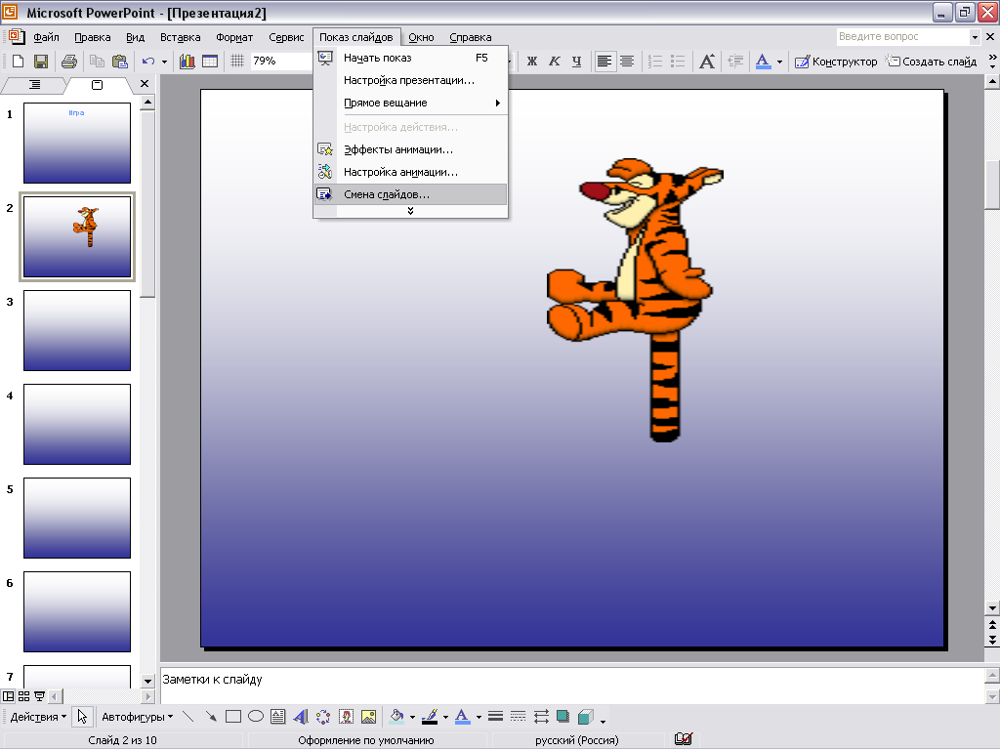 Microsoft PowerPoint - [Презентация2]
Файл Правка Вид Вставка Формат Сервис Показ слайдов Окно Справка Введите вопрос
79% Ж К Ч Конструктор Создать слайд
Начать показ F5
Настройка презентации...
Прямое вещание
Настройка действия...
Эффекты анимации...
Настройка анимации...
Смена слайдов...
1
Игра
2
3
4
5
6
7
Заметки к слайду
Действия Автофигуры
Слайд 2 из 10 Оформление по умолчанию русский (Россия)